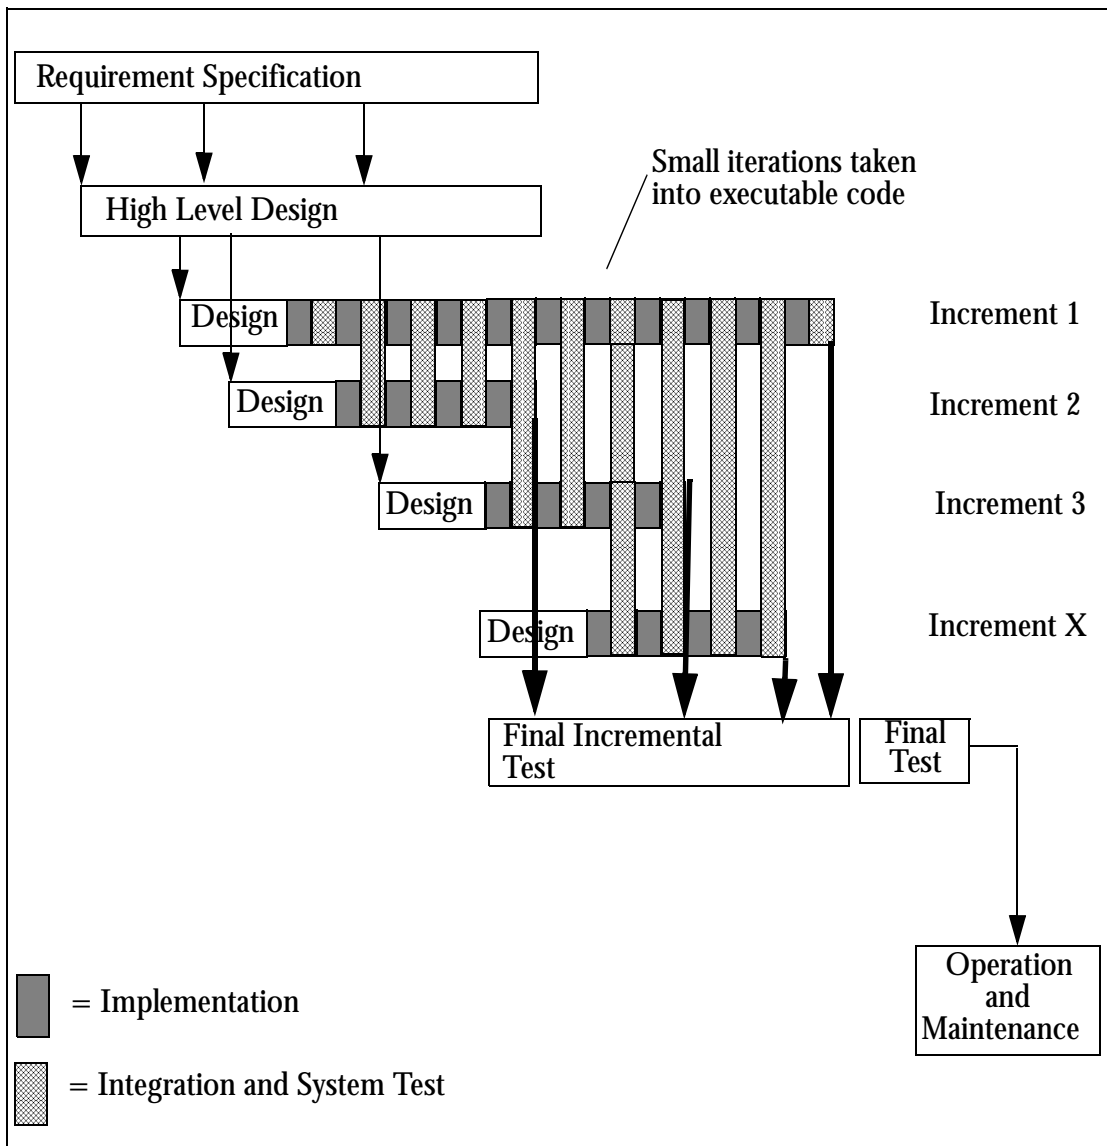 Requirement Specification
Small iterations taken
into executable code
High Level Design
Design
Increment 1
Design
Increment 2
Design
Increment 3
Design
Increment X
Final Incremental
Test
Final
Test
Operation
and
Maintenance
= Implementation
= Integration and System Test